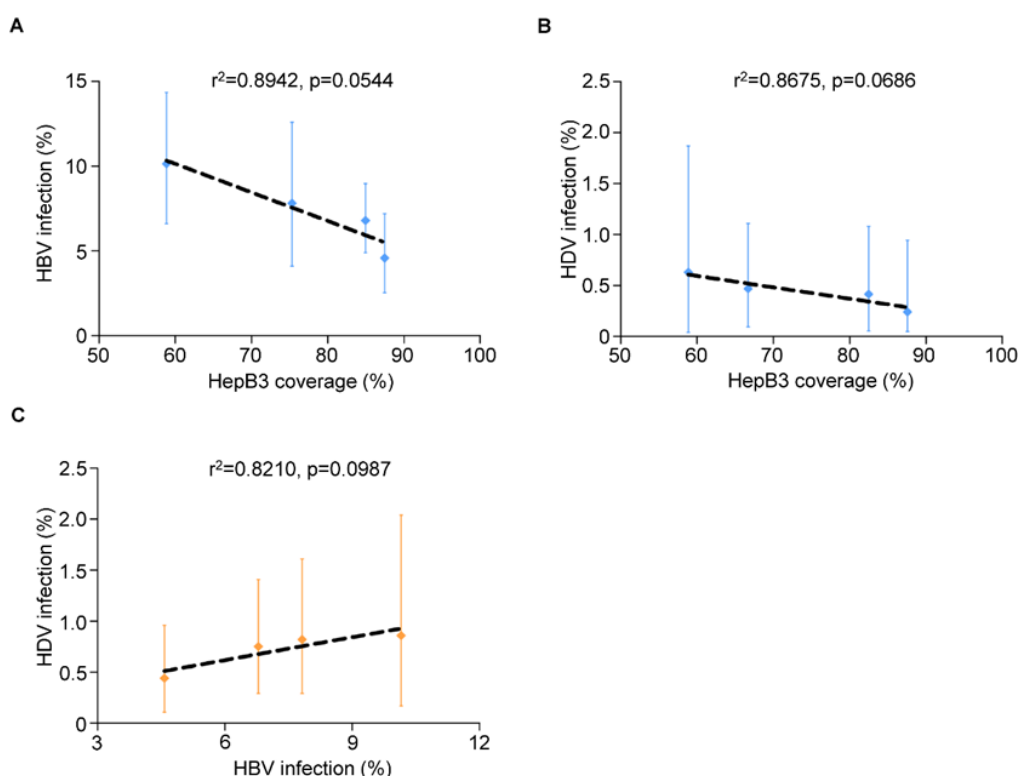 A
r²=0.8942, p=0.0544
15
10
5
0
HBV infection (%)
50 60 70 80 90 100
HepB3 coverage (%)
B
r²=0.8675, p=0.0686
2.5
2.0
1.5
1.0
0.5
0
HDV infection (%)
50 60 70 80 90 100
HepB3 coverage (%)
C
r²=0.8210, p=0.0987
2.5
2.0
1.5
1.0
0.5
0
HDV infection (%)
3 6 9 12
HBV infection (%)